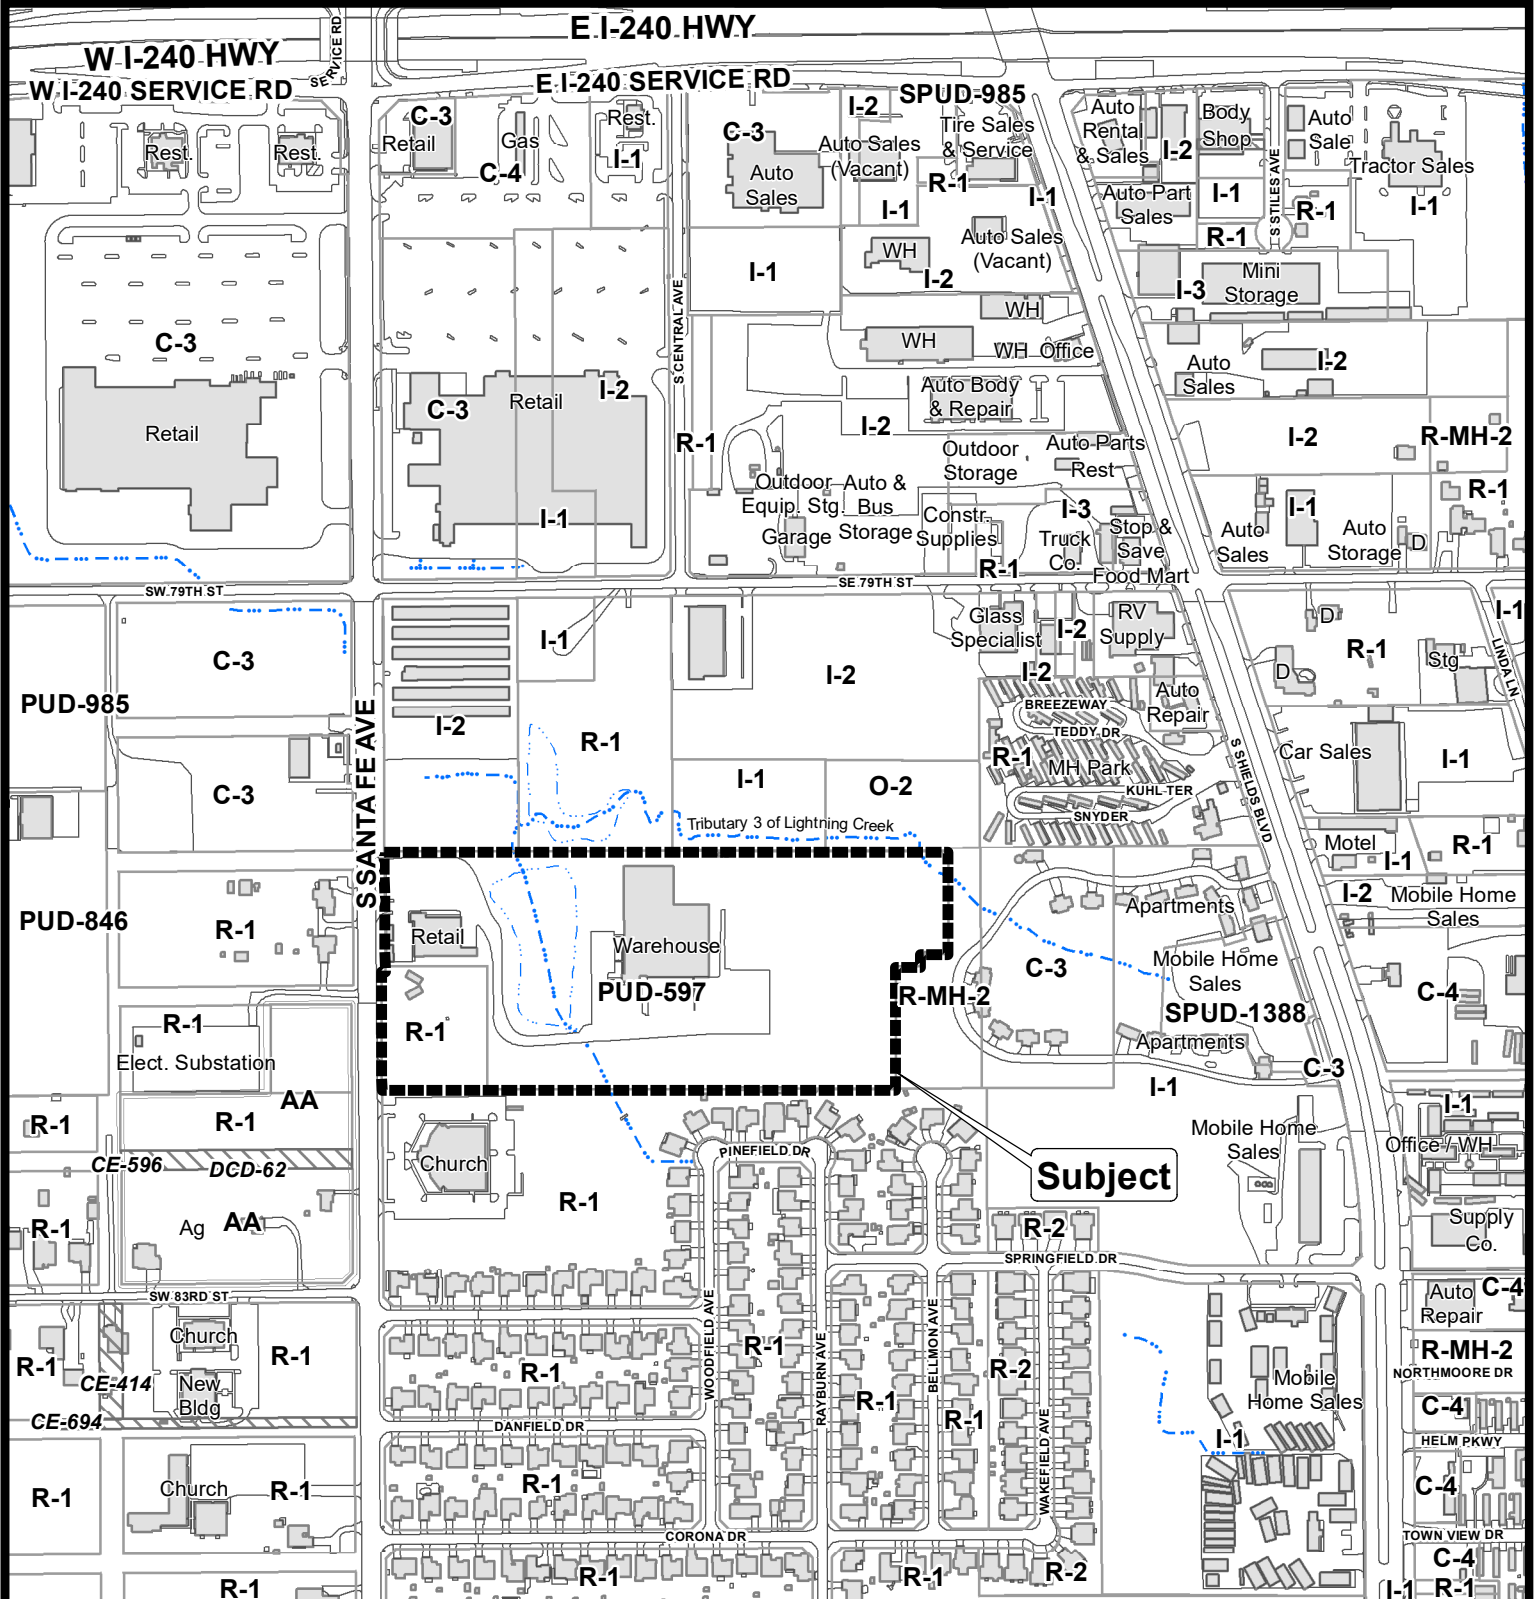 E I-240 HWY
W I-240 HWY
SERVICE RD
W I-240 SERVICE RD
E I-240 SERVICE RD
SPUD-985
C-3
Retail
Gas
C-4
Rest.
I-1
Rest.
Rest.
C-3
Auto
Sales
I-2
Auto Sales
(Vacant)
Tire Sales
& Service
R-1
I-1
I-1
Auto
Rental
& Sales
I-2
Body
Shop
Auto
Sale
Tractor Sales
I-1
Auto Part
Sales
I-1
R-1
R-1
S STILES AVE
WH
I-2
Auto Sales
(Vacant)
I-1
I-3
Mini
Storage
S CENTRAL AVE
WH
WH
WH Office
C-3
Retail
C-3
Retail
I-2
I-1
R-1
Auto Body
& Repair
I-2
Auto
Sales
I-2
I-2
R-MH-2
R-1
Outdoor
Storage
Auto Parts
Rest
Outdoor
Equip. Stg.
Auto &
Bus
Storage
Garage
Constr.
Supplies
I-3
Truck
Co.
Stop &
Save
Food Mart
R-1
I-1
Auto
Sales
Auto
Storage
D
SW 79TH ST
SE 79TH ST
C-3
PUD-985
C-3
S SANTA FE AVE
I-2
I-1
R-1
I-2
Glass
Specialist
I-2
I-2
RV
Supply
BREEZEWAY
TEDDY DR
Auto
Repair
R-1
MH Park
KUHL TER
SNYDER
S SHIELDS BLVD
D
R-1
D
Stg
I-1
LINDA LN
Car Sales
I-1
I-1
O-2
Tributary 3 of Lightning Creek
Motel
I-1
R-1
I-2
Mobile Home
Sales
PUD-846
R-1
Retail
Warehouse
PUD-597
R-1
R-MH-2
C-3
Apartments
Mobile Home
Sales
SPUD-1388
Apartments
C-4
C-3
I-1
R-1
Elect. Substation
AA
R-1
R-1
CE-596
DCD-62
R-1
Ag
AA
Church
R-1
PINEFIELD DR
Subject
Mobile Home
Sales
I-1
Office / WH
Supply
Co.
R-2
SPRINGFIELD DR
SW 83RD ST
Church
R-1
R-1
CE-414
New
Bldg
CE-694
R-1
WOODFIELD AVE
R-1
RAYBURN AVE
R-1
BELLMON AVE
R-1
R-2
WAKEFIELD AVE
Auto
Repair
C-4
R-MH-2
NORTHMOORE DR
C-4
HELM PKWY
C-4
Mobile
Home Sales
I-1
DANFIELD DR
R-1
R-1
Church
R-1
CORONA DR
TOWN VIEW DR
C-4
R-1
R-1
R-1
R-2
I-1
R-1